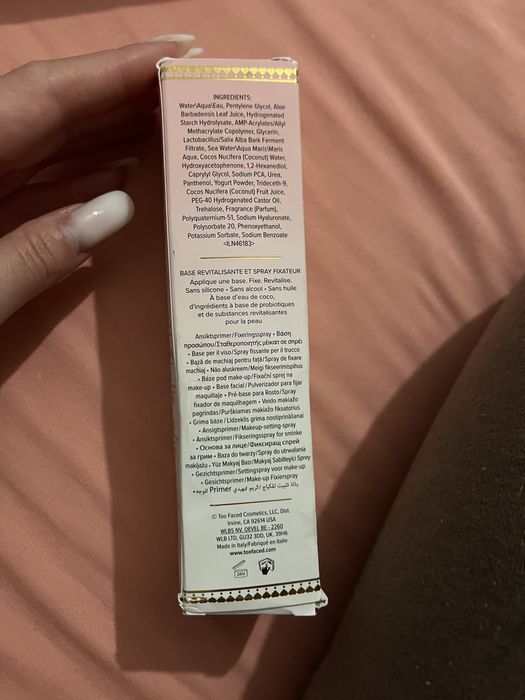 INGREDIENTS:
Water\Aqua\Eau, Pentylene Glycol, Aloe
Barbadensis Leaf Juice, Hydrogenated
Starch Hydrolysate, AMP-Acrylates/Allyl
Methacrylate Copolymer, Glycerin,
Lactobacillus/Salix Alba Bark Ferment
Filtrate, Sea Water\Aqua Maris\Maris
Aqua, Cocos Nucifera (Coconut) Water,
Hydroxyacetophenone, 1,2-Hexanediol,
Caprylyl Glycol, Sodium PCA, Urea,
Panthenol, Yogurt Powder, Trideceth-9,
Cocos Nucifera (Coconut) Fruit Juice,
PEG-40 Hydrogenated Castor Oil,
Trehalose, Fragrance (Parfum),
Polyquaternium-51, Sodium Hyaluronate,
Polysorbate 20, Phenoxyethanol,
Potassium Sorbate, Sodium Benzoate
<ILN46183>
BASE REVITALISANTE ET SPRAY FIXATEUR
Applique une base. Fixe. Revitalise.
Sans silicone • Sans alcool • Sans huile
À base d'eau de coco,
d'ingrédients à base de probiotiques
et de substances revitalisantes
pour la peau
Ansiktsprimer/Fixeringsspray • Βάση
προσώπου/Σταθεροποιητής μέικαπ σε σπρέι
• Base per il viso/Spray fissante per il trucco
• Bază de machiaj pentru față/Spray de fixare
machiaj • Näo aluskreem/Meigi fikseerimispihus
• Báze pod make-up/Fixační sprej na
make-up • Base facial/Pulverizador para fijar
maquillaje • Pré-base para Rosto/Spray
fixador de maquilhagem • Veido makiažo
pagrindas/Purškiamas makiažo fiksatorius
• Grima bāze/Līdzeklis grima nostiprināšanai
• Ansigtsprimer/Makeup-setting spray
• Ansiktsprimer/Fikseringsspray for sminke
• Основа за лице/Фиксиращ спрей
за грим • Baza do twarzy/Spray do utrwalania
makijażu • Yüz Makyaj Bazı/Makyaj Sabitleyici Sprey
• Gezichtsprimer/Settingspray voor make-up
• Gesichtsprimer/Make-up Fixierspray
• Primer للوجه/كريم تمهيدي رذاذ تثبيت المكياج
© Too Faced Cosmetics, LLC, Dist.
Irvine, CA 92614 USA
WLBS NV, OEVEL BE - 2260
WLB LTD, GU32 3DD, UK. 39H6
Made in Italy/Fabriqué en Italie
www.toofaced.com
24M